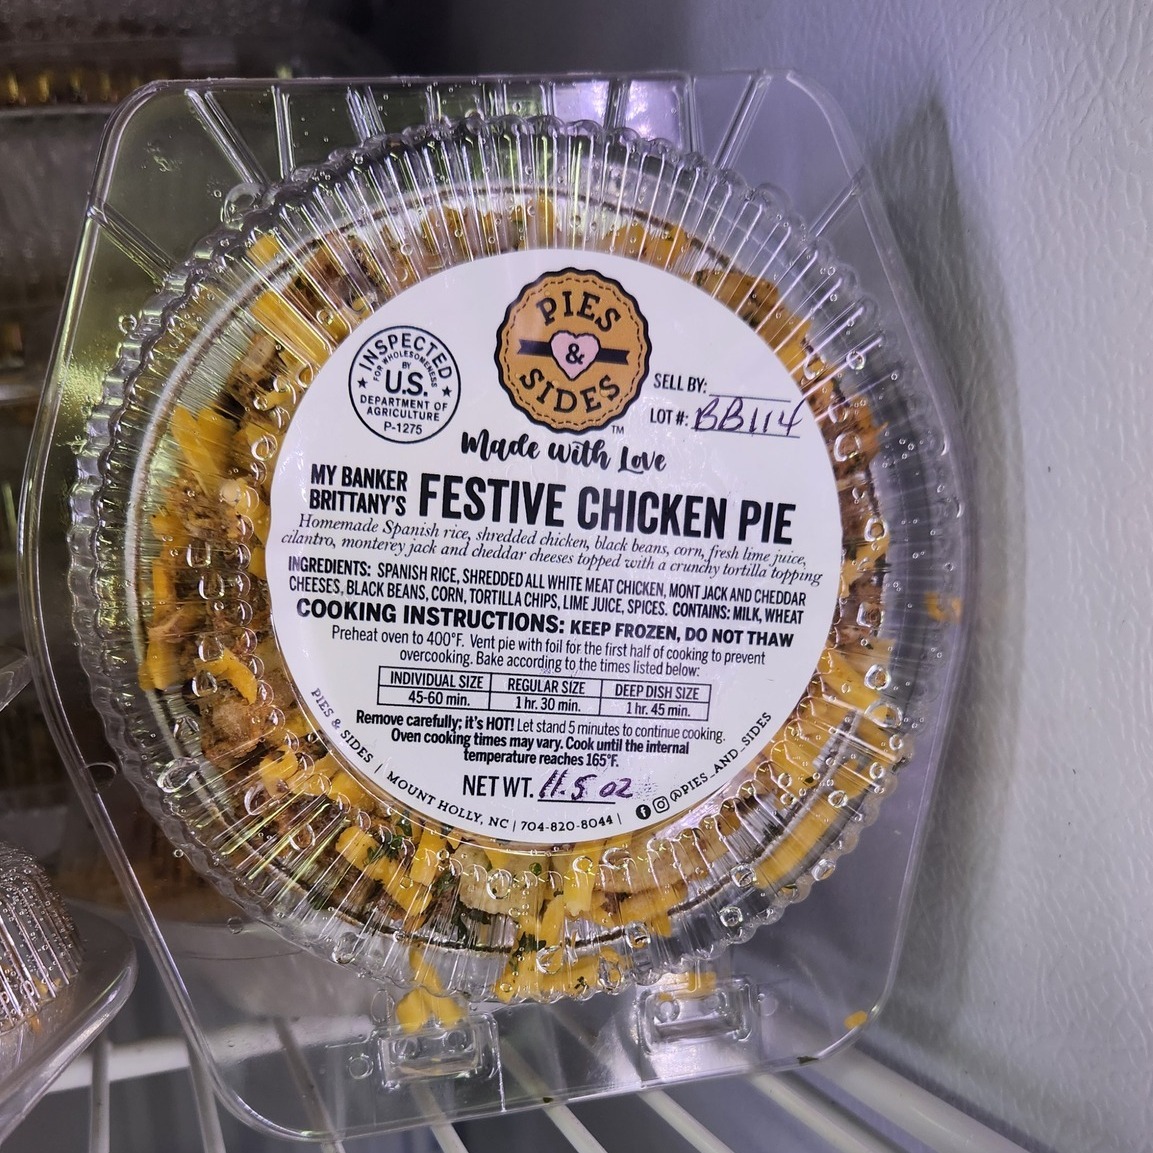 PIES
&
SIDES
TM
INSPECTED
FOR WHOLESOMENESS
BY
U.S.
DEPARTMENT OF
AGRICULTURE
P-1275
SELL BY:
LOT #: BB114
Made with Love
MY BANKER
BRITTANY'S
FESTIVE CHICKEN PIE
Homemade Spanish rice, shredded chicken, black beans, corn, fresh lime juice,
cilantro, monterey jack and cheddar cheeses topped with a crunchy tortilla topping
INGREDIENTS: SPANISH RICE, SHREDDED ALL WHITE MEAT CHICKEN, MONT JACK AND CHEDDAR
CHEESES, BLACK BEANS, CORN, TORTILLA CHIPS, LIME JUICE, SPICES. CONTAINS: MILK, WHEAT
COOKING INSTRUCTIONS: KEEP FROZEN, DO NOT THAW
Preheat oven to 400°F. Vent pie with foil for the first half of cooking to prevent
overcooking. Bake according to the times listed below:
INDIVIDUAL SIZE REGULAR SIZE DEEP DISH SIZE
45-60 min. 1 hr. 30 min. 1 hr. 45 min.
Remove carefully; it's HOT! Let stand 5 minutes to continue cooking.
Oven cooking times may vary. Cook until the internal
temperature reaches 165°F.
NET WT. 11.5 oz
PIES & SIDES | MOUNT HOLLY, NC | 704-820-8044 | @PIES_AND_SIDES